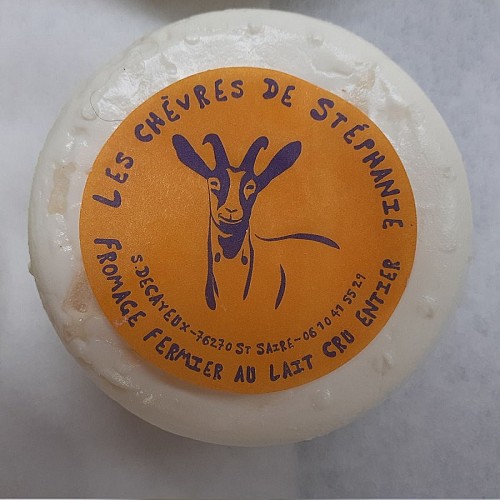 LES CHÈVRES DE STÉPHANIE
S.DECAYEUX-76270 ST SAIRE-06 70 41 55 29
FROMAGE FERMIER AU LAIT CRU ENTIER